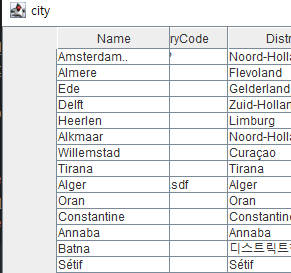 city
Name ryCode Distr
Amsterdam.. Noord-Holla
Almere Flevoland
Ede Gelderland
Delft Zuid-Hollan
Heerlen Limburg
Alkmaar Noord-Holla
Willemstad Curaçao
Tirana Tirana
Alger .sdf Alger
Oran Oran
Constantine Constantine
Annaba Annaba
Batna 디스트릭트
Sétif Sétif